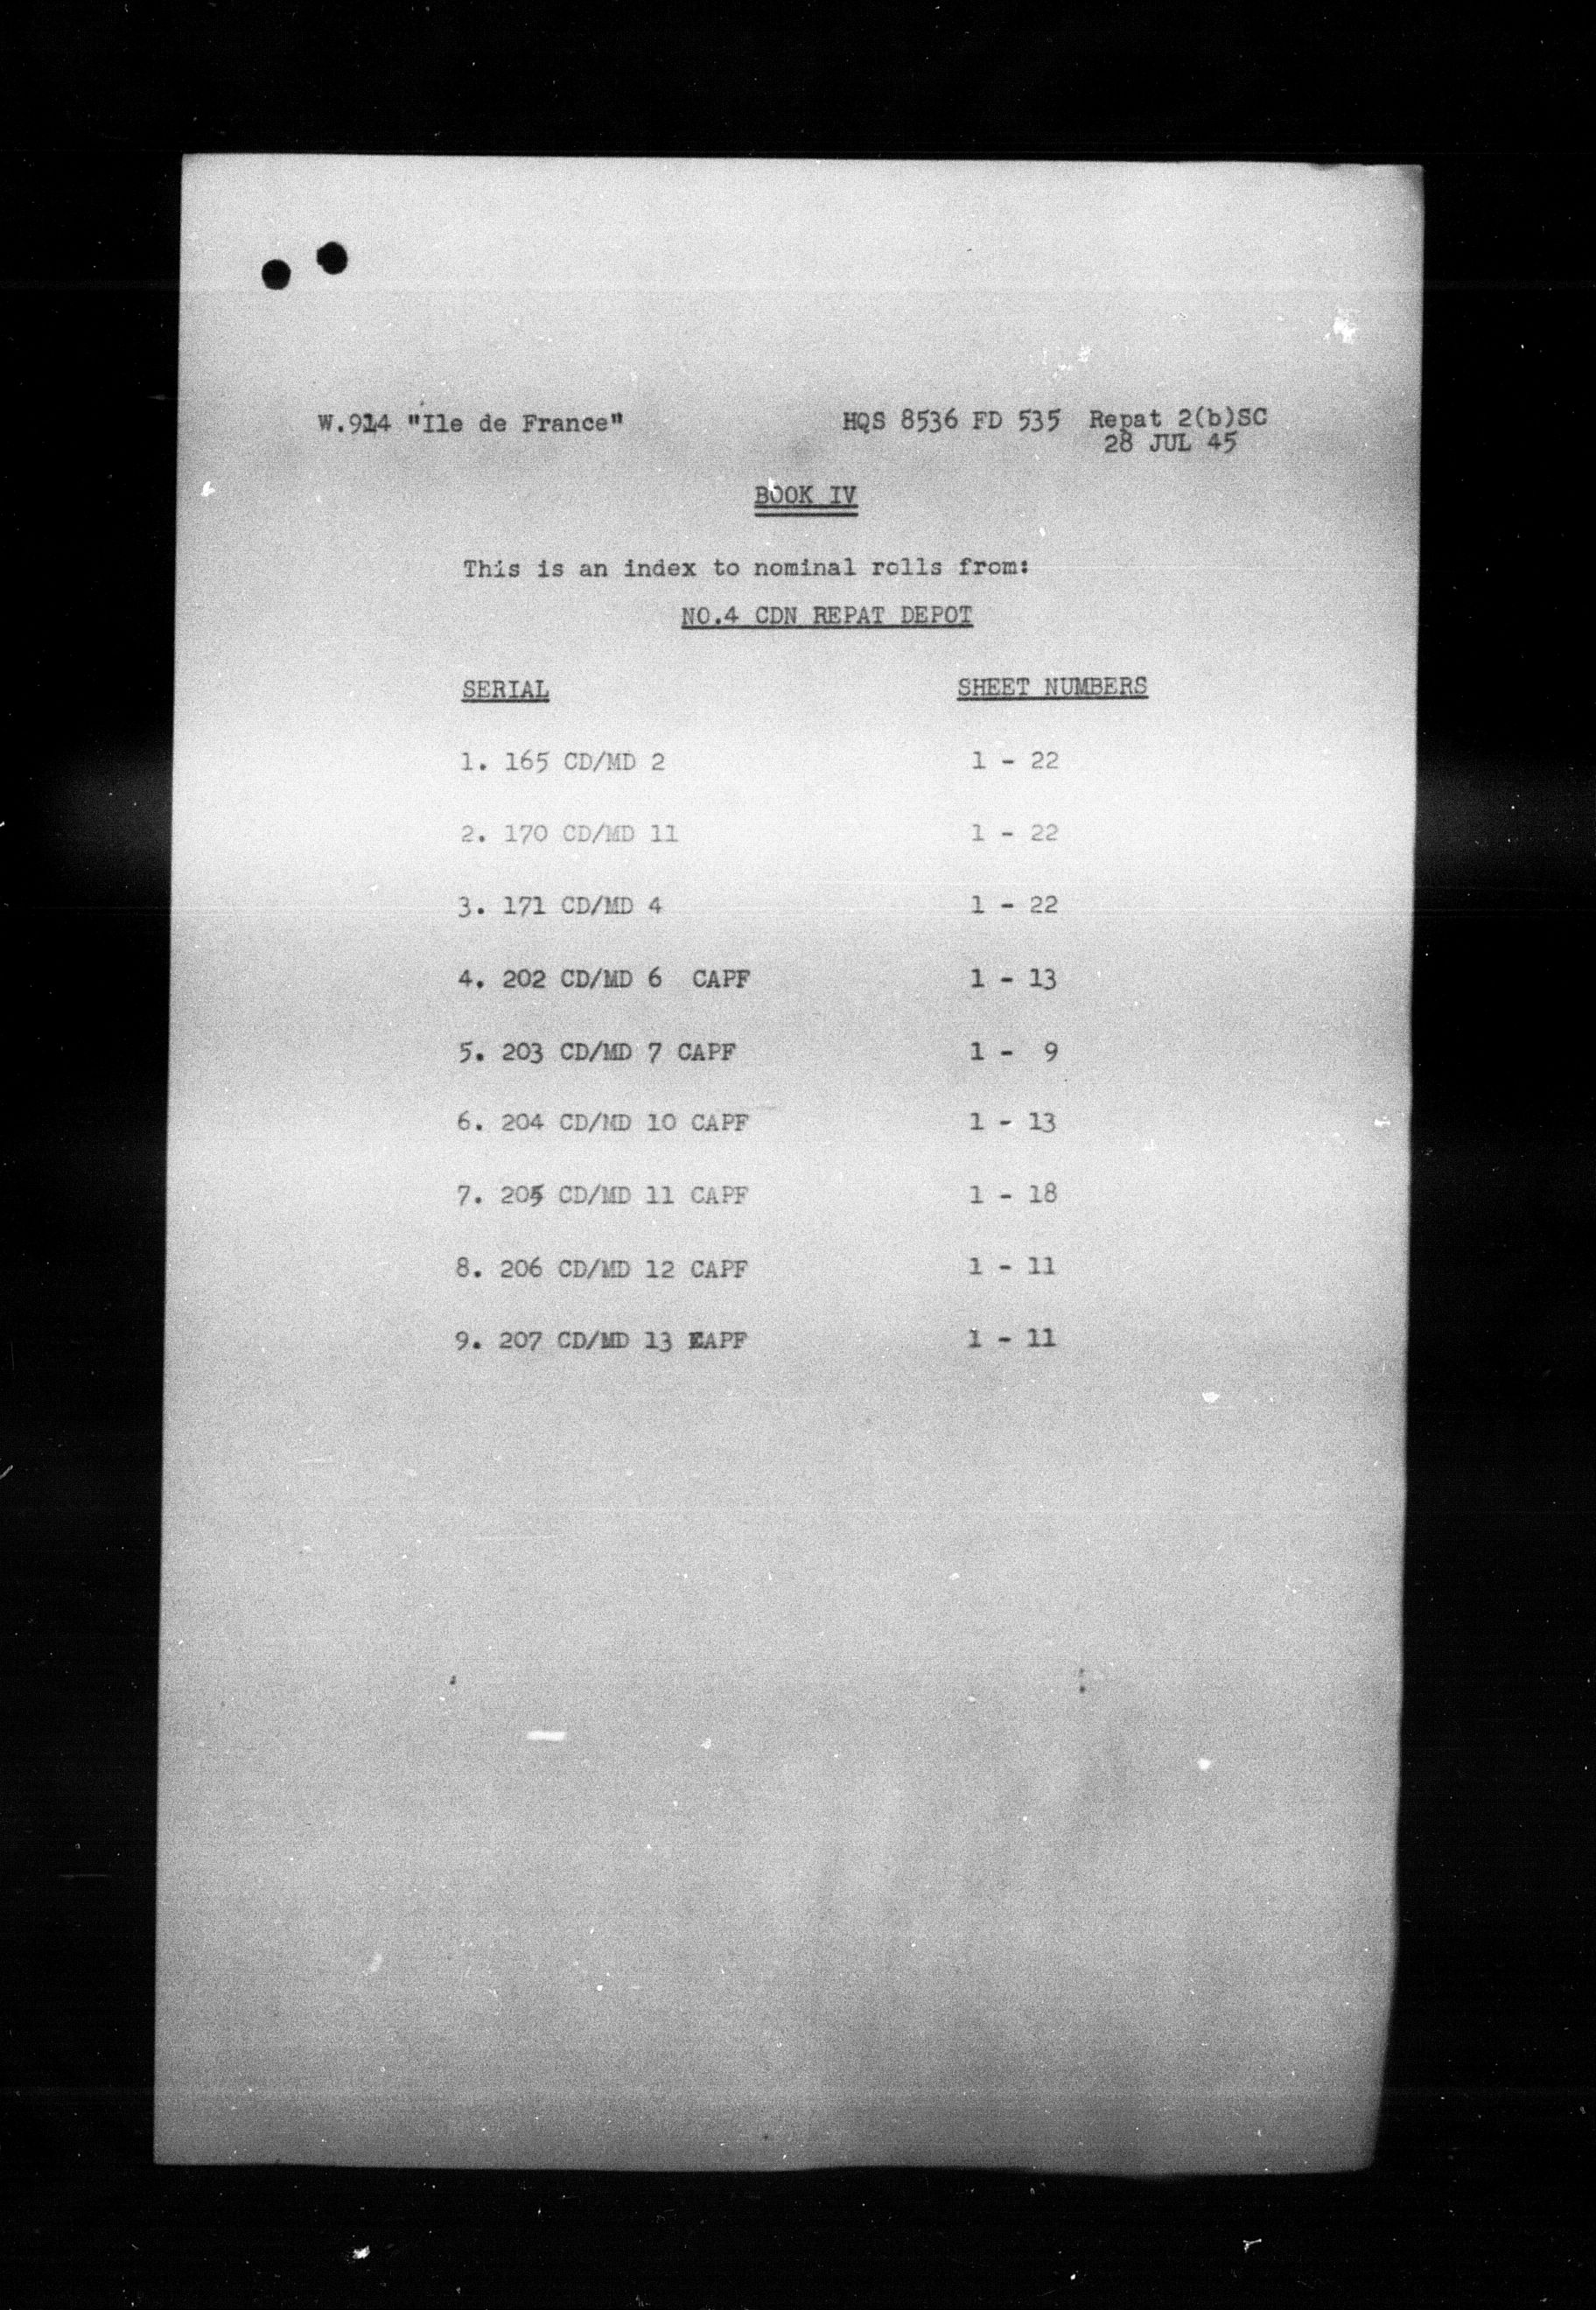 W.914 "Ile de France" HQS 8536 FD 535 Repat 2(b)SC
28 JUL 45
BOOK IV
This is an index to nominal rolls from:
NO.4 CDN REPAT DEPOT
SERIAL SHEET NUMBERS
1. 165 CD/MD 2 1 - 22
2. 170 CD/MD 11 1 - 22
3. 171 CD/MD 4 1 - 22
4. 202 CD/MD 6 CAPF 1 - 13
5. 203 CD/MD 7 CAPF 1 - 9
6. 204 CD/MD 10 CAPF 1 - 13
7. 205 CD/MD 11 CAPF 1 - 18
8. 206 CD/MD 12 CAPF 1 - 11
9. 207 CD/MD 13 CAPF 1 - 11